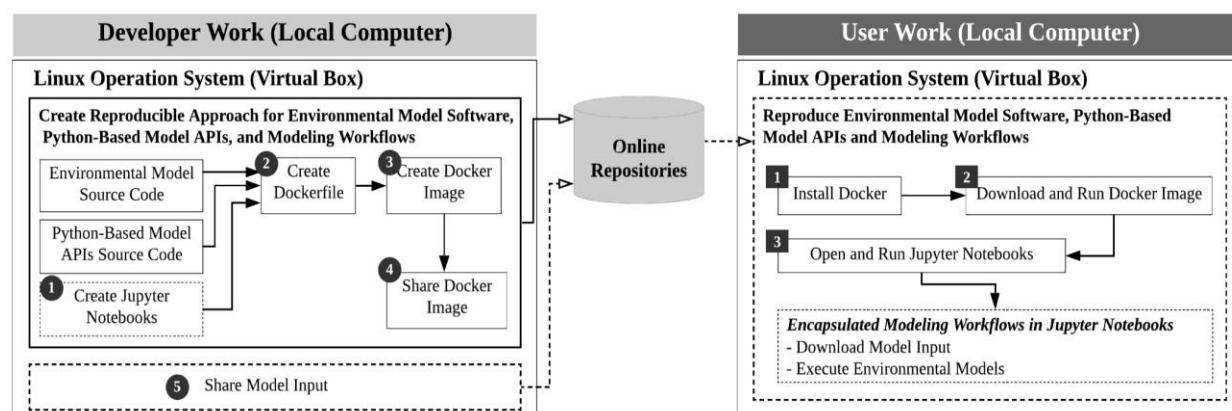 Developer Work (Local Computer)
Linux Operation System (Virtual Box)
Create Reproducible Approach for Environmental Model Software,
Python-Based Model APIs, and Modeling Workflows
Environmental Model
Source Code
Python-Based Model
APIs Source Code
1
Create Jupyter
Notebooks
2
Create
Dockerfile
3
Create Docker
Image
4
Share Docker
Image
5 Share Model Input
Online
Repositories
User Work (Local Computer)
Linux Operation System (Virtual Box)
Reproduce Environmental Model Software, Python-Based
Model APIs and Modeling Workflows
1
Install Docker
2
Download and Run Docker Image
3
Open and Run Jupyter Notebooks
Encapsulated Modeling Workflows in Jupyter Notebooks
- Download Model Input
- Execute Environmental Models